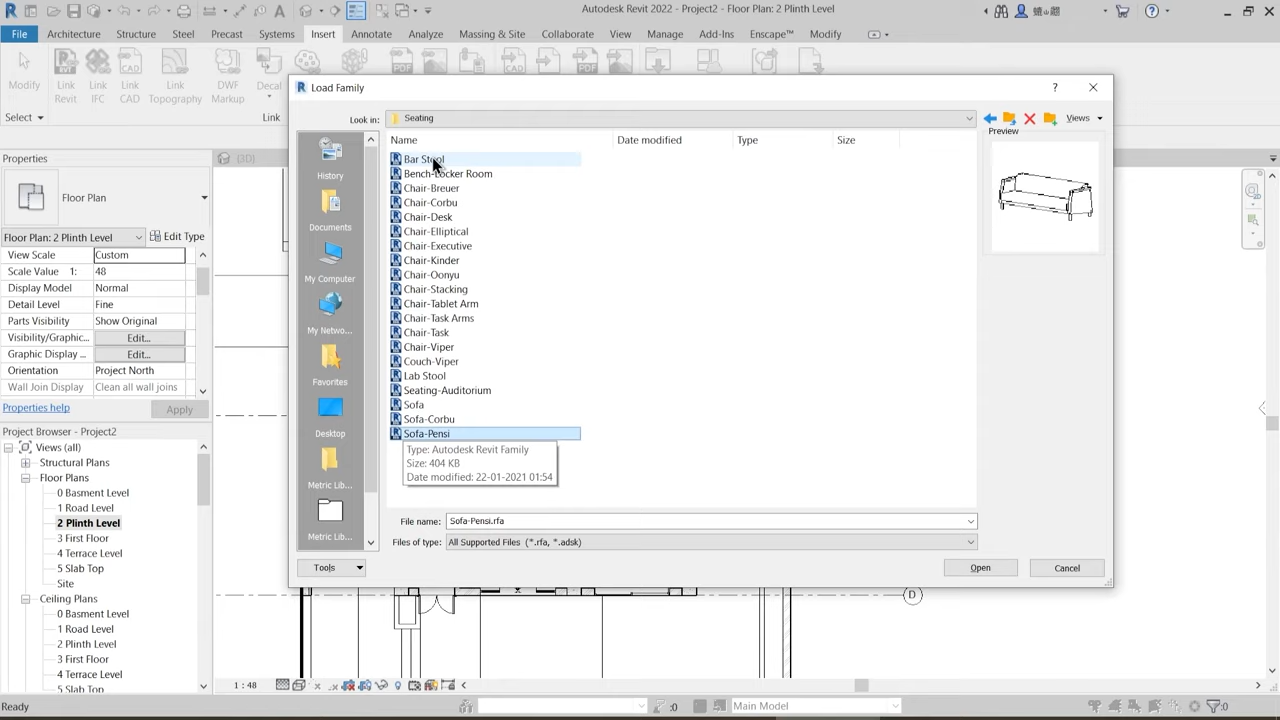 Autodesk Revit 2022 - Project2 - Floor Plan: 2 Plinth Level
File Architecture Structure Steel Precast Systems Insert Annotate Analyze Massing & Site Collaborate View Manage Add-Ins Enscape™ Modify
Modify
Link Revit
Link IFC
Link CAD
Link Topography
DWF Markup
Decal
Select
Link
Load Family
Look in: Seating
Views
Name Date modified Type Size
Preview
History
Documents
My Computer
My Netwo...
Favorites
Desktop
Metric Lib...
Metric Lib...
Bar Stool
Bench-Locker Room
Chair-Breuer
Chair-Corbu
Chair-Desk
Chair-Elliptical
Chair-Executive
Chair-Kinder
Chair-Oonyu
Chair-Stacking
Chair-Tablet Arm
Chair-Task Arms
Chair-Task
Chair-Viper
Couch-Viper
Lab Stool
Seating-Auditorium
Sofa
Sofa-Corbu
Sofa-Pensi
Type: Autodesk Revit Family
Size: 404 KB
Date modified: 22-01-2021 01:54
File name: Sofa-Pensi.rfa
Files of type: All Supported Files (*.rfa, *.adsk)
Tools
Open
Cancel
Properties
Floor Plan
Floor Plan: 2 Plinth Level Edit Type
View Scale Custom
Scale Value 1: 48
Display Model Normal
Detail Level Fine
Parts Visibility Show Original
Visibility/Graphic... Edit...
Graphic Display ... Edit...
Orientation Project North
Wall Join Display Clean all wall joins
Properties help Apply
Project Browser - Project2
Views (all)
Structural Plans
Floor Plans
0 Basment Level
1 Road Level
2 Plinth Level
3 First Floor
4 Terrace Level
5 Slab Top
Site
Ceiling Plans
0 Basment Level
1 Road Level
2 Plinth Level
3 First Floor
4 Terrace Level
5 Slab Top
{3D}
D
1 : 48
Ready
:0
Main Model
:0